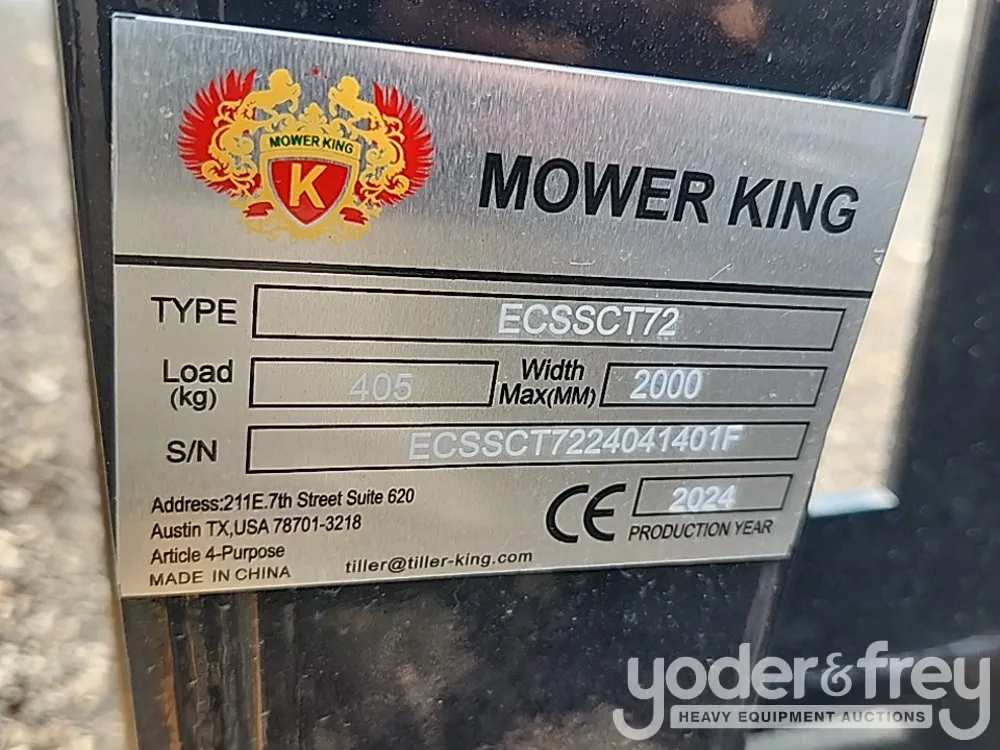 MOWER KING
K
MOWER KING
TYPE ECSSCT72
Load (kg) 405 Width Max(MM) 2000
S/N ECSSCT7224041401F
Address:211E.7th Street Suite 620
Austin TX,USA 78701-3218
Article 4-Purpose
MADE IN CHINA
tiller@tiller-king.com
CE 2024
PRODUCTION YEAR
yoder&frey
HEAVY EQUIPMENT AUCTIONS